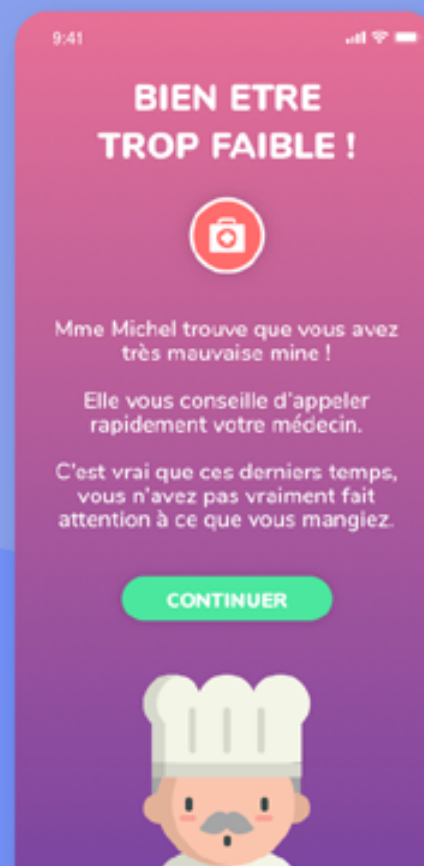 9:41
BIEN ETRE
TROP FAIBLE !
Mme Michel trouve que vous avez
très mauvaise mine !
Elle vous conseille d'appeler
rapidement votre médecin.
C'est vrai que ces derniers temps,
vous n'avez pas vraiment fait
attention à ce que vous mangiez.
CONTINUER